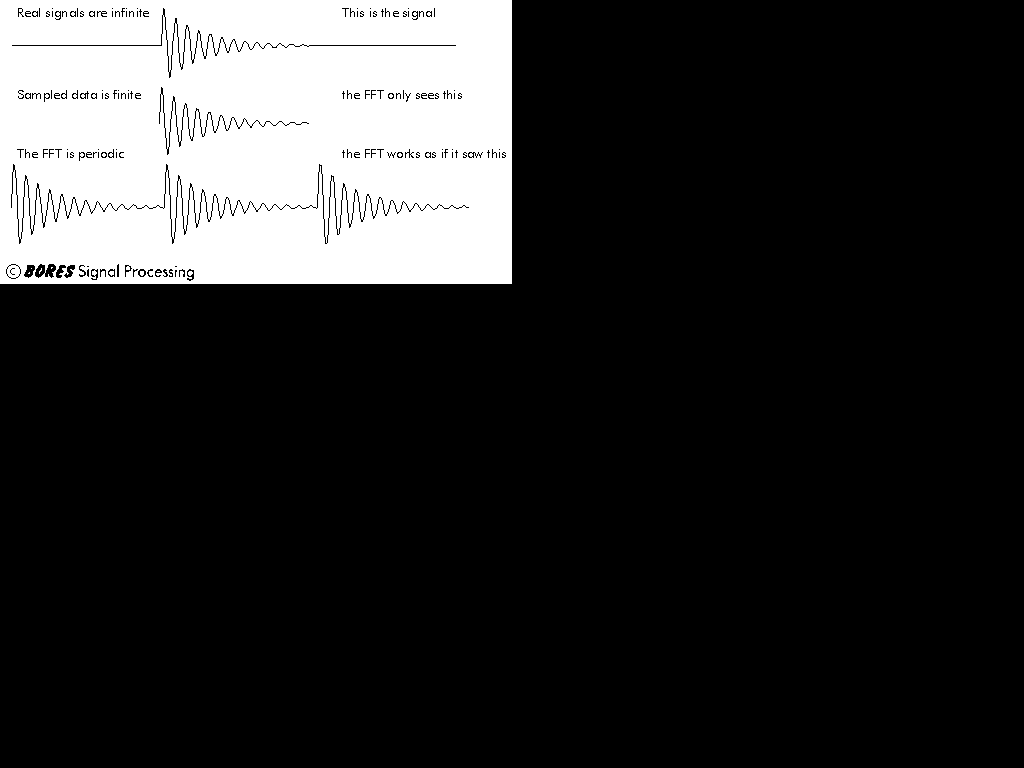 Real signals are infinite
This is the signal
Sampled data is finite
the FFT only sees this
The FFT is periodic
the FFT works as if it saw this
© BORES Signal Processing